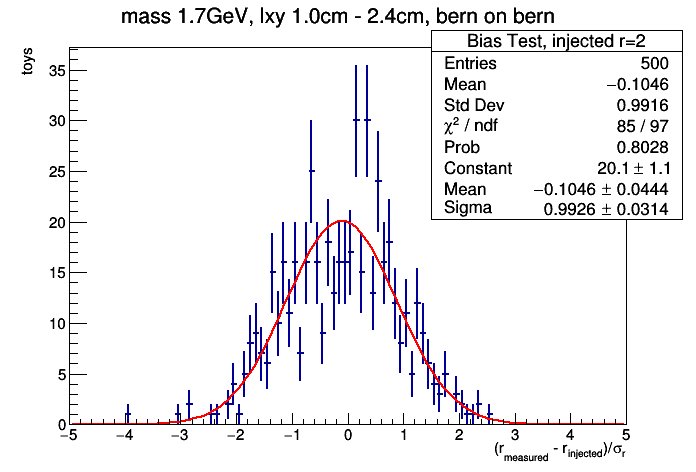 mass 1.7GeV, lxy 1.0cm - 2.4cm, bern on bern
Bias Test, injected r=2
Entries 500
Mean −0.1046
Std Dev 0.9916
χ² / ndf 85 / 97
Prob 0.8028
Constant 20.1 ± 1.1
Mean −0.1046 ± 0.0444
Sigma 0.9926 ± 0.0314
toys
35
30
25
20
15
10
5
0
−5 −4 −3 −2 −1 0 1 2 3 4 5
(r_measured - r_injected)/σ_r